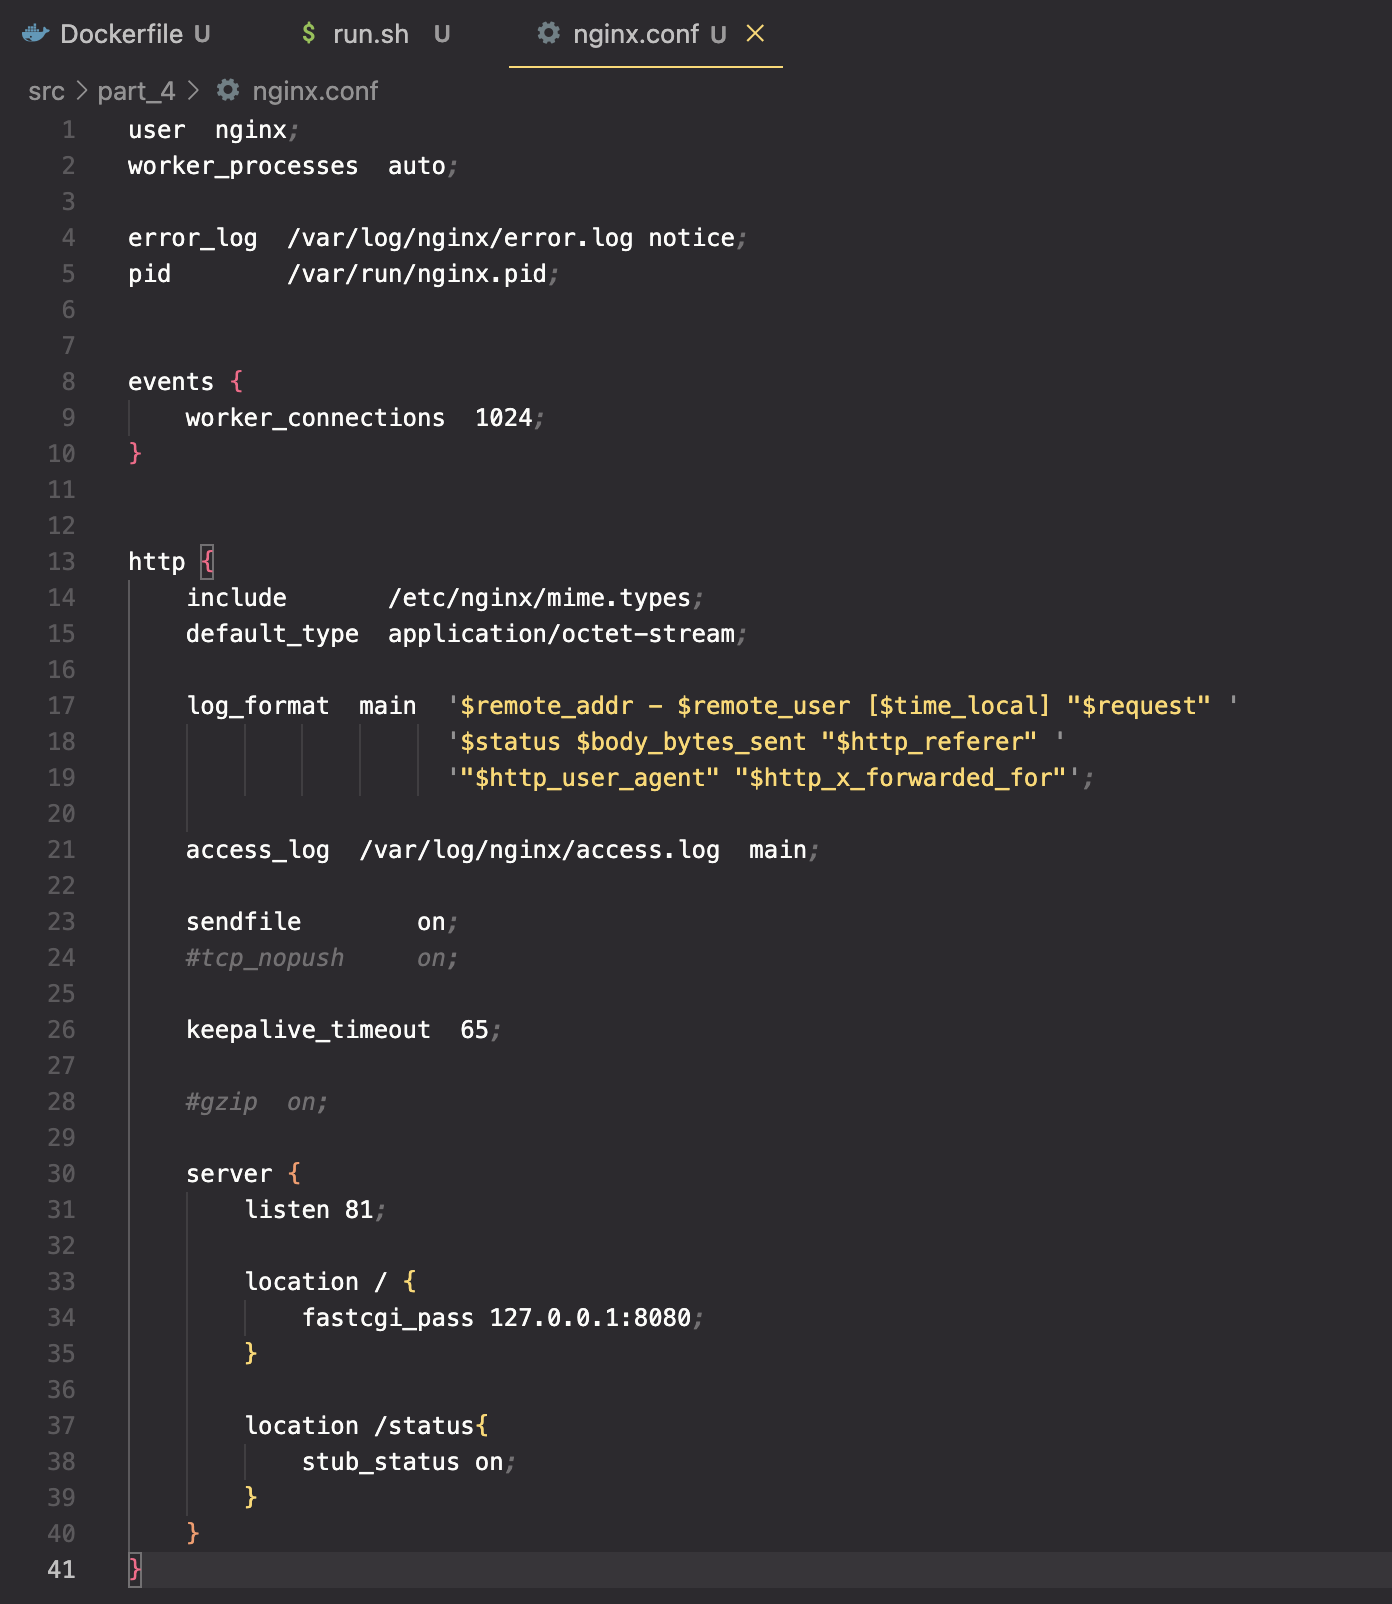 Dockerfile U $ run.sh U nginx.conf U
src > part_4 > nginx.conf
1 user  nginx;
2 worker_processes  auto;
3
4 error_log  /var/log/nginx/error.log notice;
5 pid        /var/run/nginx.pid;
6
7
8 events {
9     worker_connections  1024;
10 }
11
12
13 http {
14     include       /etc/nginx/mime.types;
15     default_type  application/octet-stream;
16
17     log_format  main  '$remote_addr - $remote_user [$time_local] "$request" '
18                       '$status $body_bytes_sent "$http_referer" '
19                       '"$http_user_agent" "$http_x_forwarded_for"';
20
21     access_log  /var/log/nginx/access.log  main;
22
23     sendfile        on;
24     #tcp_nopush     on;
25
26     keepalive_timeout  65;
27
28     #gzip  on;
29
30     server {
31         listen 81;
32
33         location / {
34             fastcgi_pass 127.0.0.1:8080;
35         }
36
37         location /status{
38             stub_status on;
39         }
40     }
41 }